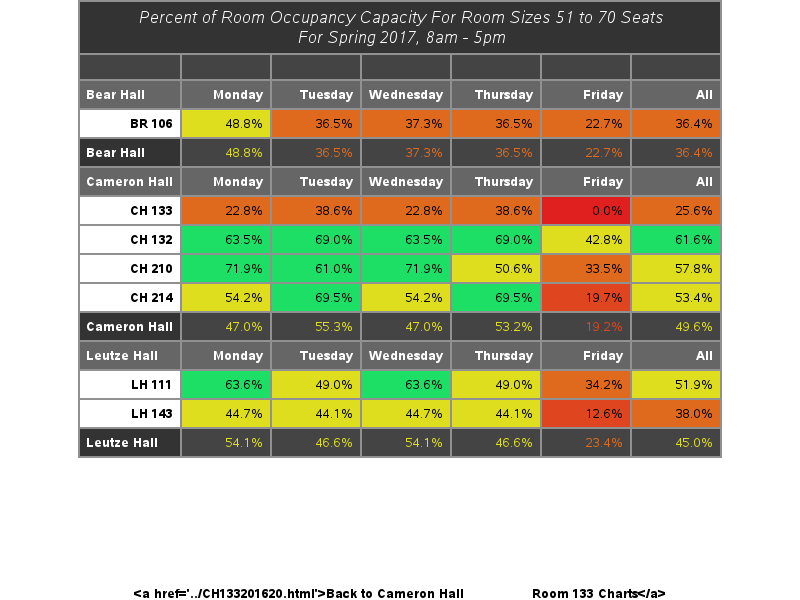 Percent of Room Occupancy Capacity For Room Sizes 51 to 70 Seats
For Spring 2017, 8am - 5pm
Bear Hall Monday Tuesday Wednesday Thursday Friday All
BR 106 48.8% 36.5% 37.3% 36.5% 22.7% 36.4%
Bear Hall 48.8% 36.5% 37.3% 36.5% 22.7% 36.4%
Cameron Hall Monday Tuesday Wednesday Thursday Friday All
CH 133 22.8% 38.6% 22.8% 38.6% 0.0% 25.6%
CH 132 63.5% 69.0% 63.5% 69.0% 42.8% 61.6%
CH 210 71.9% 61.0% 71.9% 50.6% 33.5% 57.8%
CH 214 54.2% 69.5% 54.2% 69.5% 19.7% 53.4%
Cameron Hall 47.0% 55.3% 47.0% 53.2% 19.2% 49.6%
Leutze Hall Monday Tuesday Wednesday Thursday Friday All
LH 111 63.6% 49.0% 63.6% 49.0% 34.2% 51.9%
LH 143 44.7% 44.1% 44.7% 44.1% 12.6% 38.0%
Leutze Hall 54.1% 46.6% 54.1% 46.6% 23.4% 45.0%
<a href='../CH133201620.html'>Back to Cameron Hall Room 133 Charts</a>